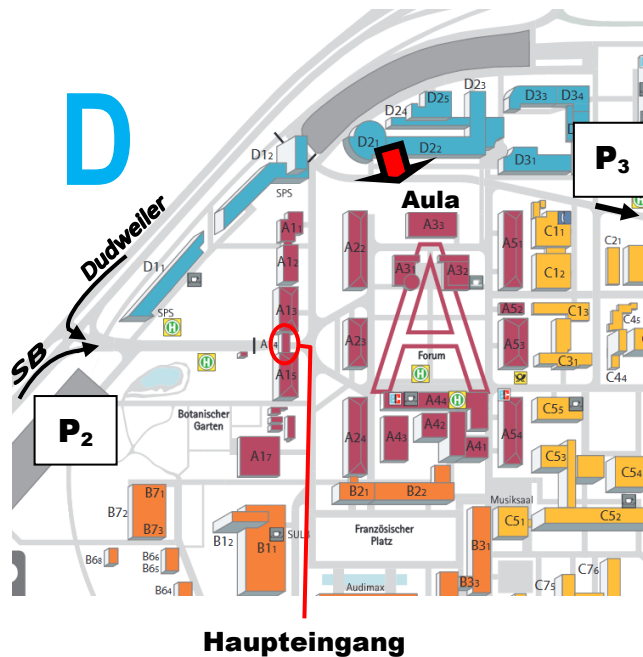 D
D2₃
D2₅
D2₄
D3₃
D3₄
D2₁
D2₂
D3₁
D1₂
P₃
SPS
Aula
A3₃
A1₁
A2₂
A5₁
C1₁
C2₁
A1₂
A3₁
A3₂
C1₂
Dudweiler
D1₁
SPS
H
A1₃
A5₂
C1₃
C4₅
SB
A2₃
Forum
A5₃
C3₁
C4₄
H
H
A1₅
P₂
Botanischer
Garten
A4₄
H
C5₅
A2₄
A4₃
A4₂
A4₁
A5₄
A1₇
C5₃
C5₄
B2₁
B2₂
B7₁
B7₂
B7₃
Musiksaal
C5₁
C5₂
B1₂
B1₁
SULB
Französischer
Platz
B3₁
B6₈
B6₆
B6₅
B6₄
Audimax
B3₃
C7₅
C7₆
Haupteingang